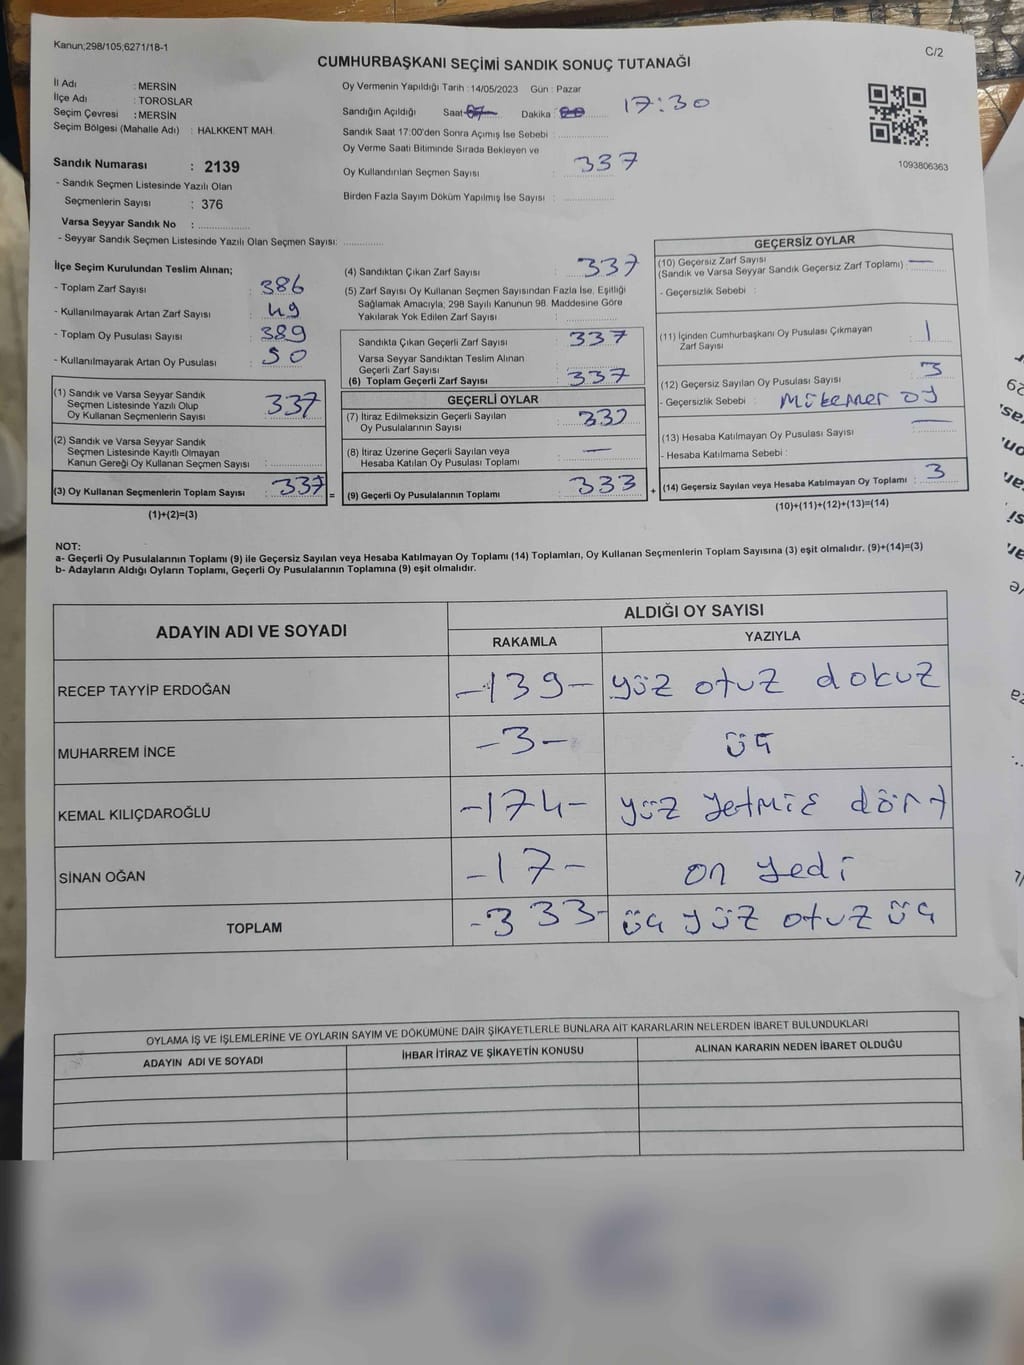 Kanun;298/105;6271/18-1
C/2
CUMHURBAŞKANI SEÇİMİ SANDIK SONUÇ TUTANAĞI
İl Adı : MERSİN
İlçe Adı : TOROSLAR
Seçim Çevresi : MERSİN
Seçim Bölgesi (Mahalle Adı) : HALKKENT MAH.
Sandık Numarası : 2139
- Sandık Seçmen Listesinde Yazılı Olan
Seçmenlerin Sayısı : 376
Varsa Seyyar Sandık No :
- Seyyar Sandık Seçmen Listesinde Yazılı Olan Seçmen Sayısı:
Oy Vermenin Yapıldığı Tarih : 14/05/2023 Gün : Pazar
Sandığın Açıldığı Saat Dakika : 17:30
Sandık Saat 17:00'den Sonra Açımış İse Sebebi :
Oy Verme Saati Bitiminde Sırada Bekleyen ve
Oy Kullandırılan Seçmen Sayısı : 337
Birden Fazla Sayım Döküm Yapılmış İse Sayısı :
1093806363
İlçe Seçim Kurulundan Teslim Alınan;
- Toplam Zarf Sayısı : 386
- Kullanılmayarak Artan Zarf Sayısı : 49
- Toplam Oy Pusulası Sayısı : 389
- Kullanılmayarak Artan Oy Pusulası : 50
(1) Sandık ve Varsa Seyyar Sandık
Seçmen Listesinde Yazılı Olup
Oy Kullanan Seçmenlerin Sayısı : 337
(2) Sandık ve Varsa Seyyar Sandık
Seçmen Listesinde Kayıtlı Olmayan
Kanun Gereği Oy Kullanan Seçmen Sayısı :
(3) Oy Kullanan Seçmenlerin Toplam Sayısı : 337 =
(1)+(2)=(3)
(4) Sandıktan Çıkan Zarf Sayısı : 337
(5) Zarf Sayısı Oy Kullanan Seçmen Sayısından Fazla İse, Eşitliği
Sağlamak Amacıyla; 298 Sayılı Kanunun 98. Maddesine Göre
Yakılarak Yok Edilen Zarf Sayısı :
Sandıkta Çıkan Geçerli Zarf Sayısı : 337
Varsa Seyyar Sandıktan Teslim Alınan
Geçerli Zarf Sayısı :
(6) Toplam Geçerli Zarf Sayısı : 337
GEÇERLİ OYLAR
(7) İtiraz Edilmeksizin Geçerli Sayılan
Oy Pusulalarının Sayısı :
(8) İtiraz Üzerine Geçerli Sayılan veya
Hesaba Katılan Oy Pusulası Toplamı : —
(9) Geçerli Oy Pusulalarının Toplamı : 333 +
GEÇERSİZ OYLAR
(10) Geçersiz Zarf Sayısı
(Sandık ve Varsa Seyyar Sandık Geçersiz Zarf Toplamı) : —
- Geçersizlik Sebebi :
(11) İçinden Cumhurbaşkanı Oy Pusulası Çıkmayan
Zarf Sayısı : 1
(12) Geçersiz Sayılan Oy Pusulası Sayısı : 3
- Geçersizlik Sebebi : oy
(13) Hesaba Katılmayan Oy Pusulası Sayısı : —
- Hesaba Katılmama Sebebi :
(14) Geçersiz Sayılan veya Hesaba Katılmayan Oy Toplamı : 3
(10)+(11)+(12)+(13)=(14)
NOT:
a- Geçerli Oy Pusulalarının Toplamı (9) ile Geçersiz Sayılan veya Hesaba Katılmayan Oy Toplamı (14) Toplamları, Oy Kullanan Seçmenlerin Toplam Sayısına (3) eşit olmalıdır. (9)+(14)=(3)
b- Adayların Aldığı Oyların Toplamı, Geçerli Oy Pusulalarının Toplamına (9) eşit olmalıdır.
ADAYIN ADI VE SOYADI
ALDIĞI OY SAYISI
RAKAMLA YAZIYLA
RECEP TAYYİP ERDOĞAN -139- yüz otuz dokuz
MUHARREM İNCE -3- üç
KEMAL KILIÇDAROĞLU -174- yüz yetmiş dört
SİNAN OĞAN -17- on yedi
TOPLAM -333- üç yüz otuz üç
OYLAMA İŞ VE İŞLEMLERİNE VE OYLARIN SAYIM VE DÖKÜMÜNE DAİR ŞİKAYETLERLE BUNLARA AİT KARARLARIN NELERDEN İBARET BULUNDUKLARI
ADAYIN ADI VE SOYADI İHBAR İTİRAZ VE ŞİKAYETİN KONUSU ALINAN KARARIN NEDEN İBARET OLDUĞU